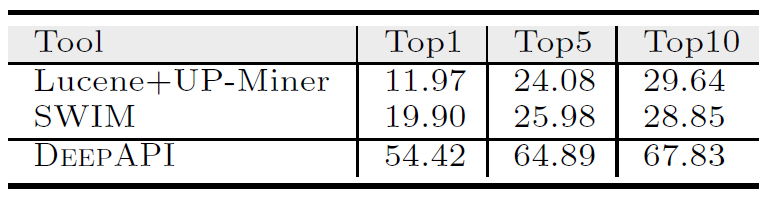 Tool Top1 Top5 Top10
Lucene+UP-Miner 11.97 24.08 29.64
SWIM 19.90 25.98 28.85
DEEPAPI 54.42 64.89 67.83